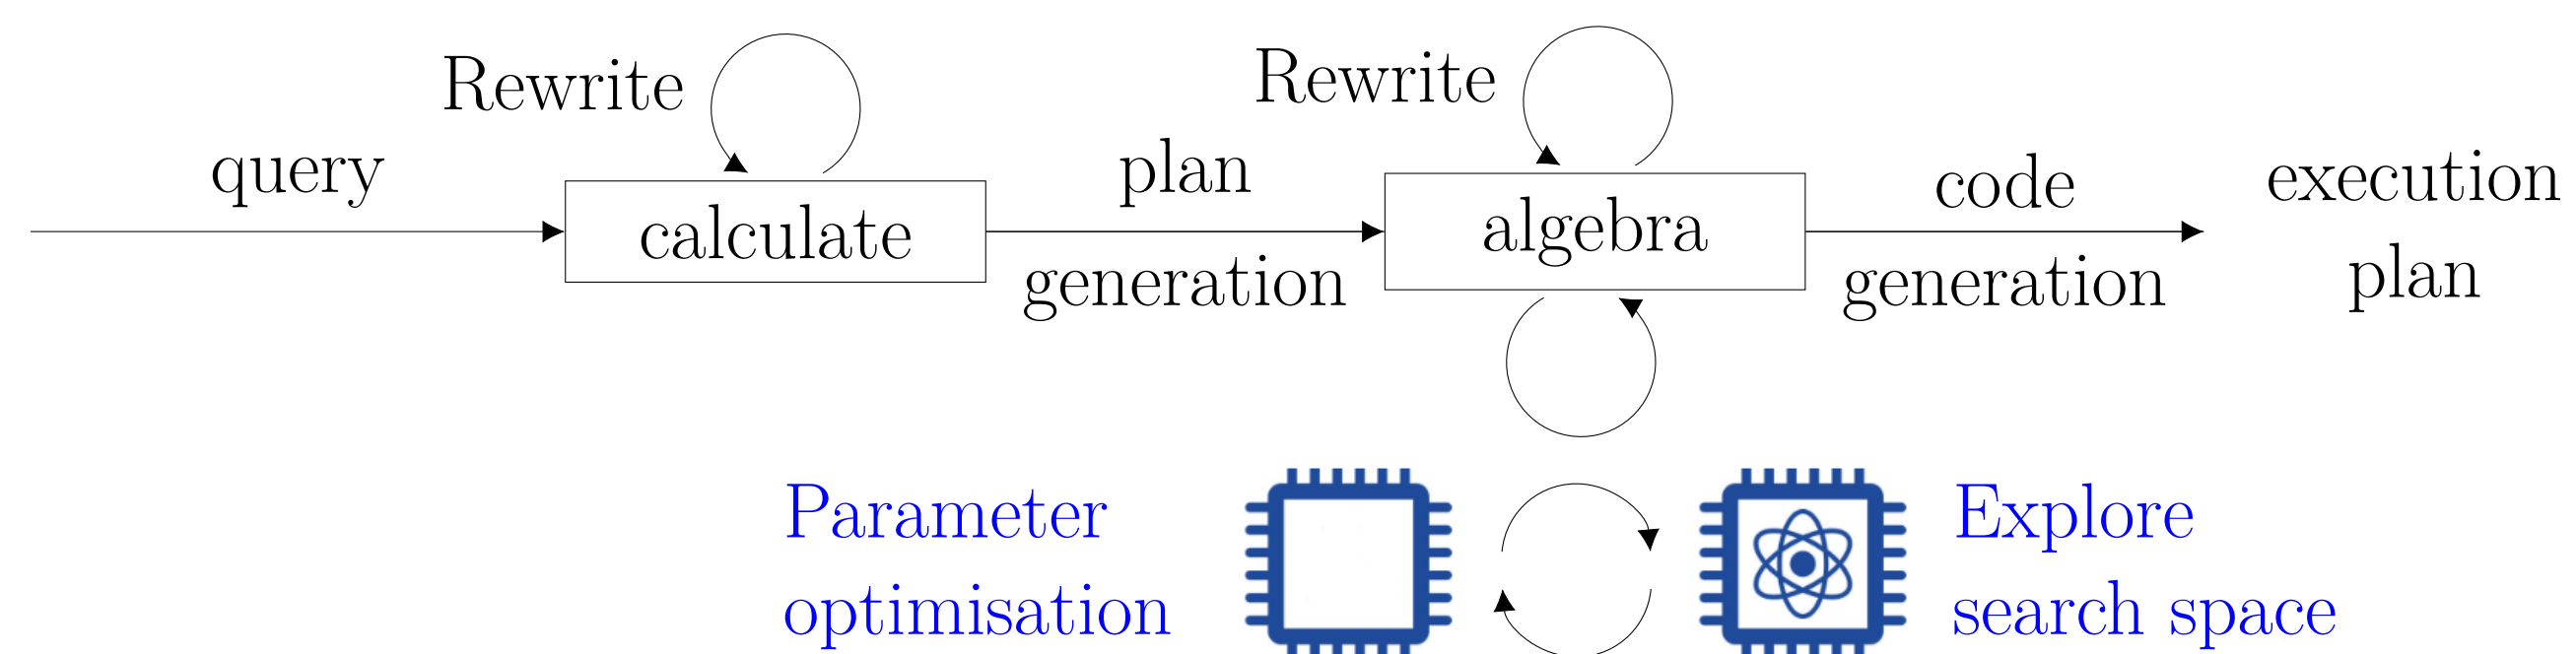 Rewrite
Rewrite
query
calculate
plan
generation
algebra
code
generation
execution
plan
Parameter
optimisation
Explore
search space